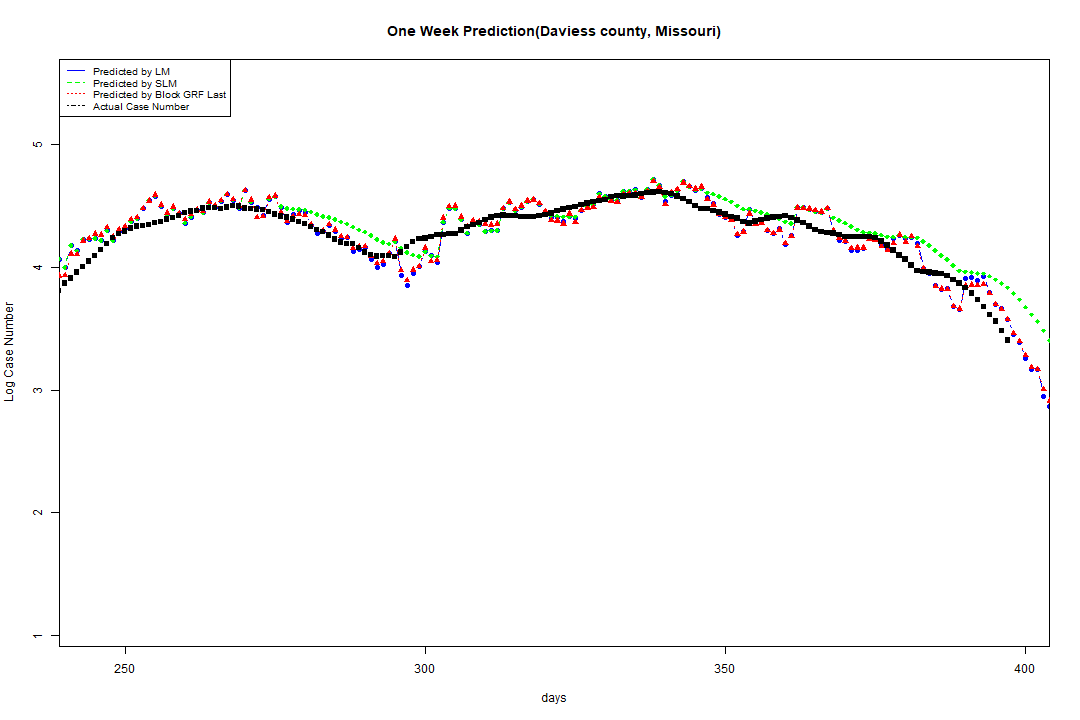 One Week Prediction(Daviess county, Missouri)
Predicted by LM
Predicted by SLM
Predicted by Block GRF Last
Actual Case Number
5
4
3
2
1
Log Case Number
250 300 350 400
days